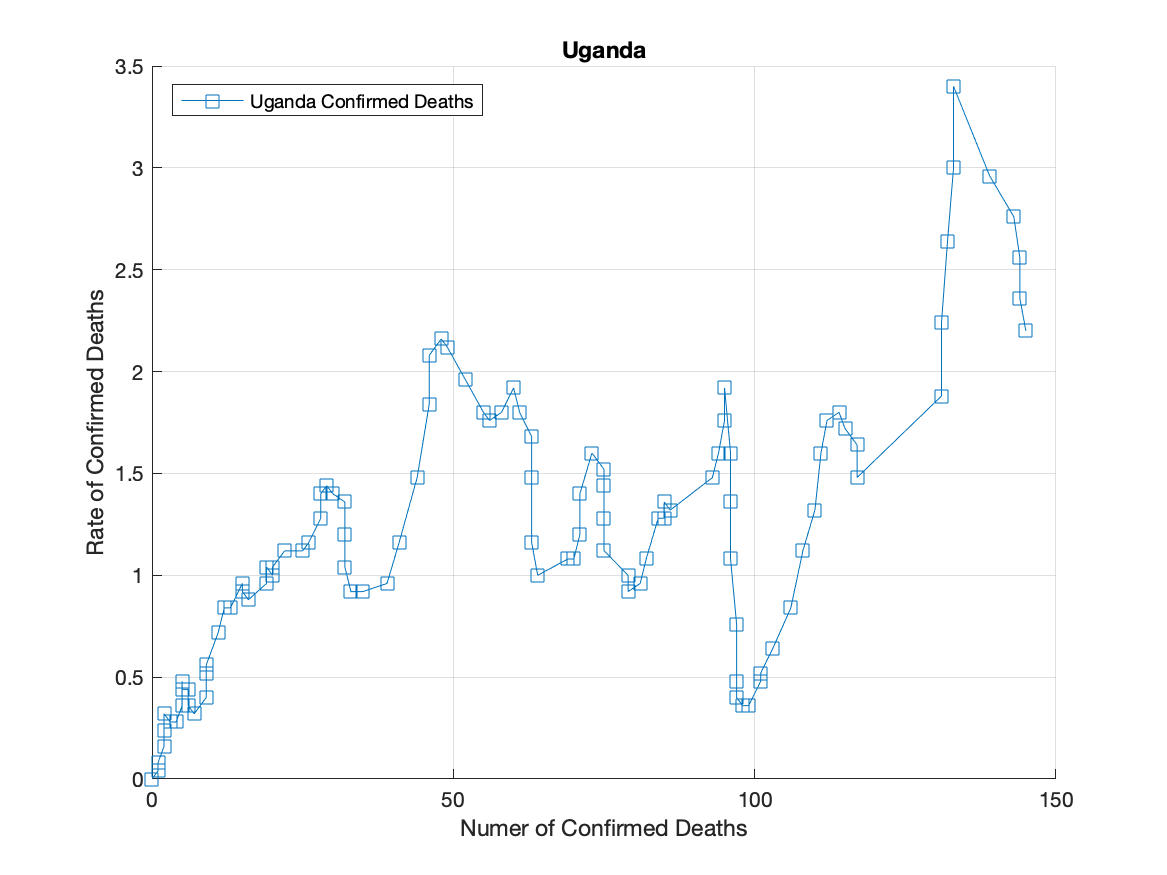 Uganda
3.5
Uganda Confirmed Deaths
3
2.5
2
1.5
1
0.5
0
Rate of Confirmed Deaths
0 50 100 150
Numer of Confirmed Deaths